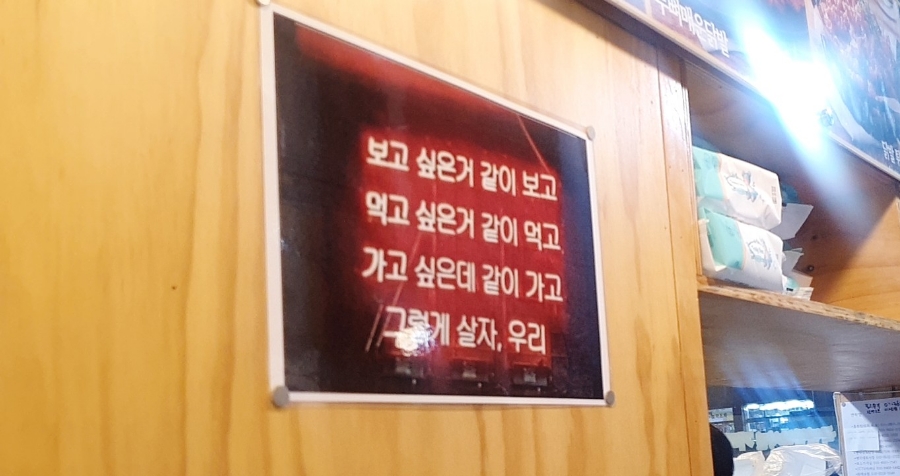 보고 싶은거 같이 보고
먹고 싶은거 같이 먹고
가고 싶은데 같이 가고
그렇게 살자, 우리